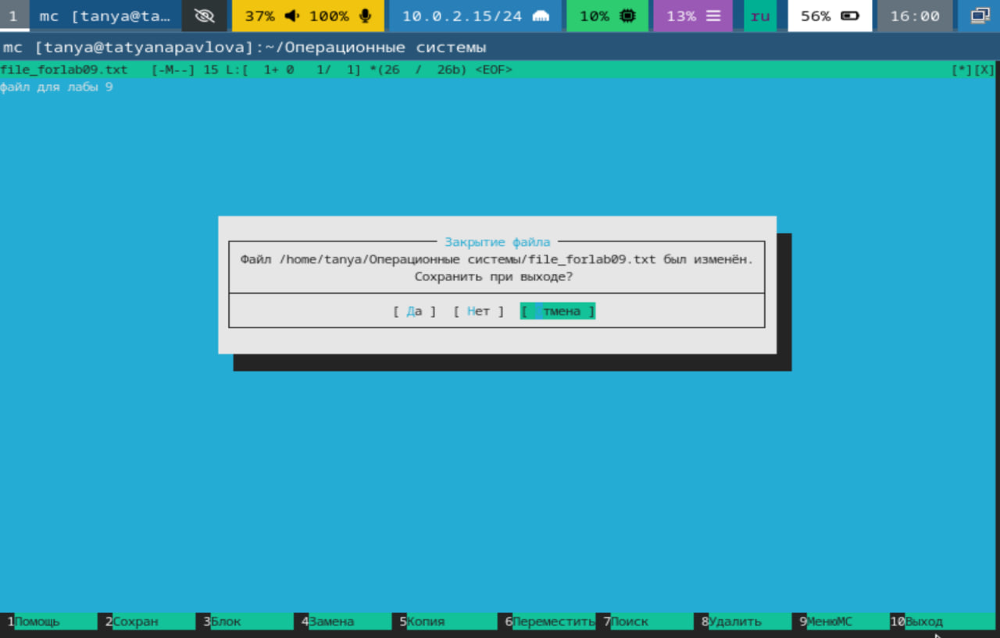 1 mc [tanya@ta… 37% 100% 10.0.2.15/24 10% 13% ru 56% 16:00
mc [tanya@tatyanapavlova]:~/Операционные системы
file_forlab09.txt [-M--] 15 L:[ 1+ 0 1/ 1] *(26 / 26b) <EOF> [*][X]
файл для лабы 9
Закрытие файла
Файл /home/tanya/Операционные системы/file_forlab09.txt был изменён.
Сохранить при выходе?
[ Да ] [ Нет ] [ тмена ]
1Помощь 2Сохран 3Блок 4Замена 5Копия 6Переместить 7Поиск 8Удалить 9МенюMC 10Выход